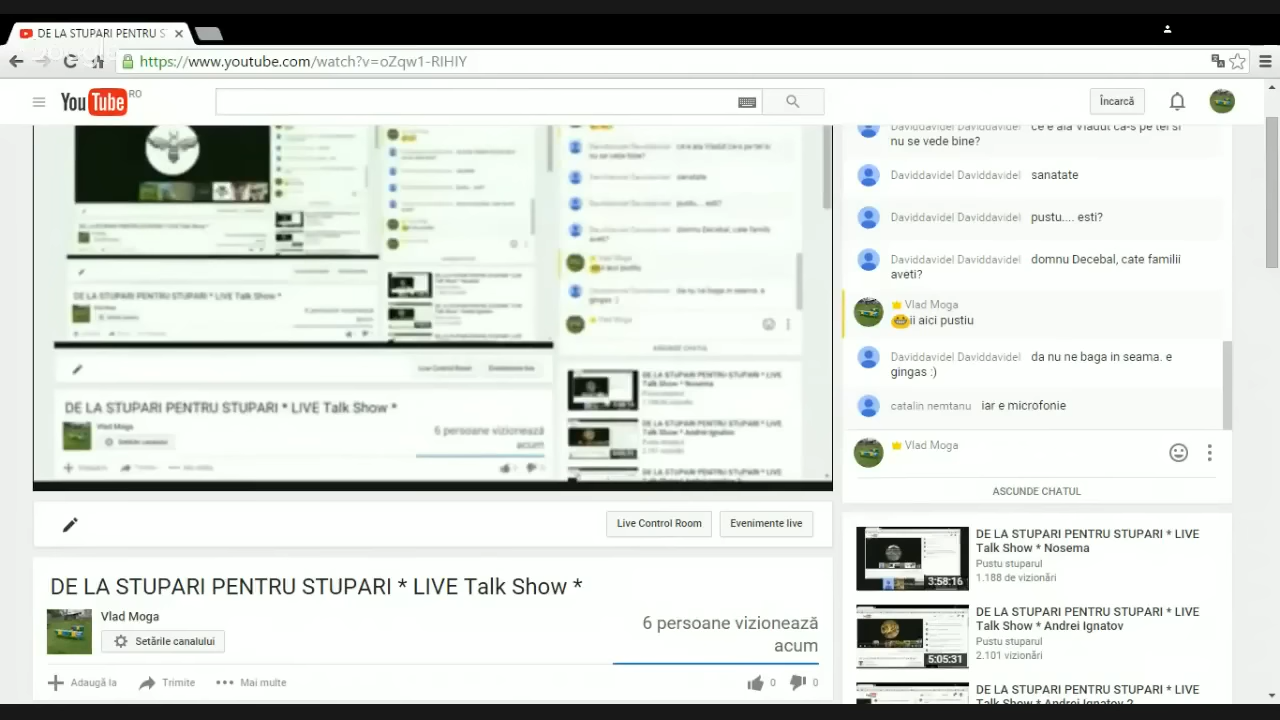 DE LA STUPARI PENTRU S
https://www.youtube.com/watch?v=oZqw1-RIHIY
YouTube RO
Încarcă
Daviddavidel Daviddavidel ce e ala Vladut ca-s pe tel si
nu se vede bine?
Daviddavidel Daviddavidel sanatate
Daviddavidel Daviddavidel pustu.... esti?
Daviddavidel Daviddavidel domnu Decebal, cate familii
aveti?
Vlad Moga
ii aici pustiu
Daviddavidel Daviddavidel da nu ne baga in seama. e
gingas :)
catalin nemtanu iar e microfonie
Vlad Moga
ASCUNDE CHATUL
DE LA STUPARI PENTRU STUPARI * LIVE Talk Show *
Vlad Moga
6 persoane vizionează
acum
Live Control Room Evenimente live
DE LA STUPARI PENTRU STUPARI * LIVE Talk Show *
Vlad Moga
Setările canalului
6 persoane vizionează
acum
Adaugă la Trimite Mai multe
0 0
DE LA STUPARI PENTRU STUPARI * LIVE
Talk Show * Nosema
Pustu stuparul
1.188 de vizionări
3:58:16
DE LA STUPARI PENTRU STUPARI * LIVE
Talk Show * Andrei Ignatov
Pustu stuparul
2.101 vizionări
5:05:31
DE LA STUPARI PENTRU STUPARI * LIVE
Talk Show * Andrei Ignatov 2